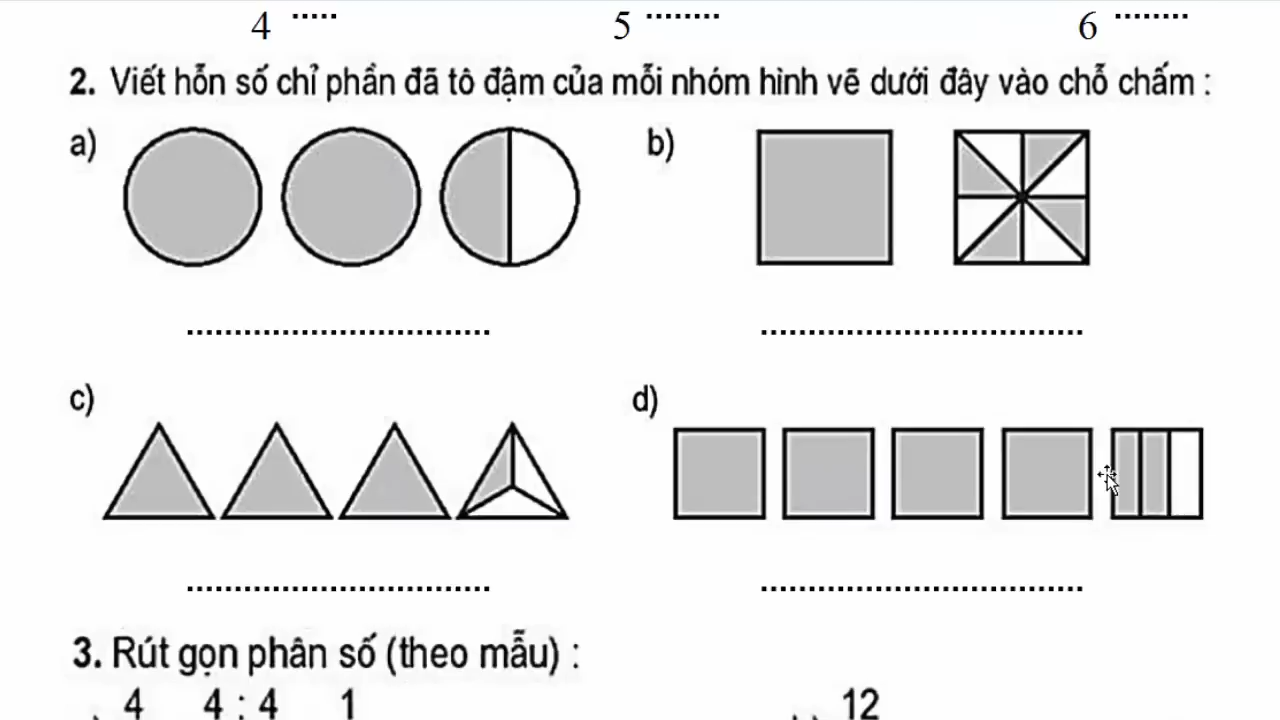 4 ..... 5 ........ 6 ........
2. Viết hỗn số chỉ phần đã tô đậm của mỗi nhóm hình vẽ dưới đây vào chỗ chấm :
a) b)
................................ ..................................
c) d)
................................ ..................................
3. Rút gọn phân số (theo mẫu) :
4 4 : 4 1 12